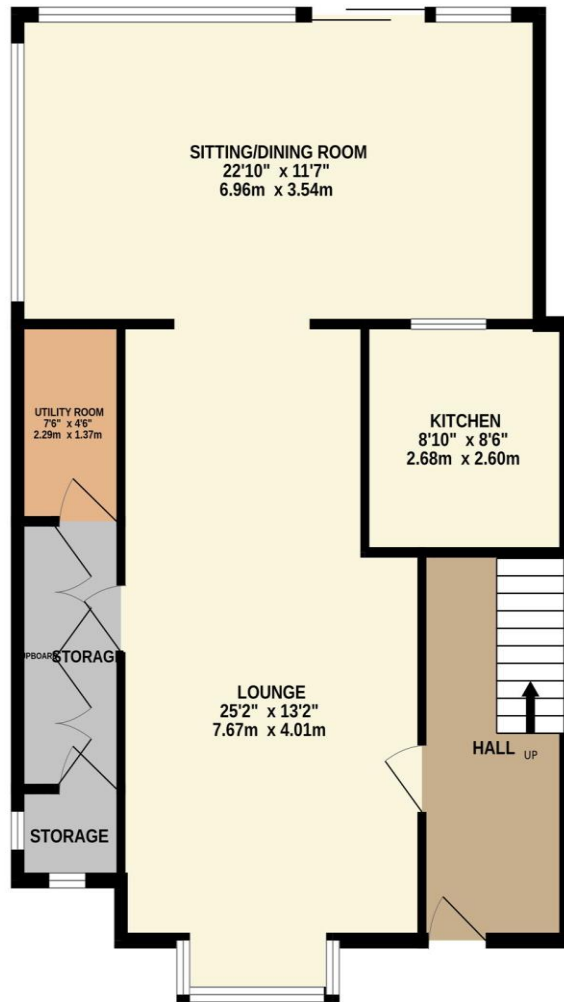 SITTING/DINING ROOM
22'10" x 11'7"
6.96m x 3.54m
UTILITY ROOM
7'6" x 4'6"
2.29m x 1.37m
KITCHEN
8'10" x 8'6"
2.68m x 2.60m
STORAGE
LOUNGE
25'2" x 13'2"
7.67m x 4.01m
HALL
UP
STORAGE